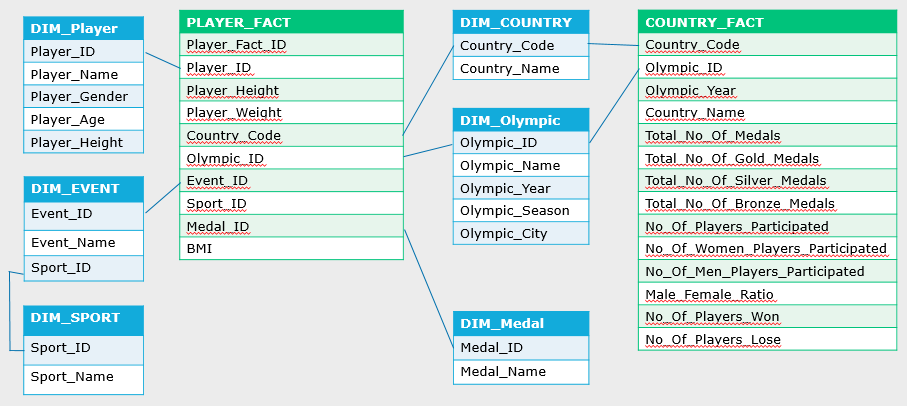 DIM_Player
Player_ID
Player_Name
Player_Gender
Player_Age
Player_Height
DIM_EVENT
Event_ID
Event_Name
Sport_ID
DIM_SPORT
Sport_ID
Sport_Name
PLAYER_FACT
Player_Fact_ID
Player_ID
Player_Height
Player_Weight
Country_Code
Olympic_ID
Event_ID
Sport_ID
Medal_ID
BMI
DIM_COUNTRY
Country_Code
Country_Name
DIM_Olympic
Olympic_ID
Olympic_Name
Olympic_Year
Olympic_Season
Olympic_City
DIM_Medal
Medal_ID
Medal_Name
COUNTRY_FACT
Country_Code
Olympic_ID
Olympic_Year
Country_Name
Total_No_Of_Medals
Total_No_Of_Gold_Medals
Total_No_Of_Silver_Medals
Total_No_Of_Bronze_Medals
No_Of_Players_Participated
No_Of_Women_Players_Participated
No_Of_Men_Players_Participated
Male_Female_Ratio
No_Of_Players_Won
No_Of_Players_Lose